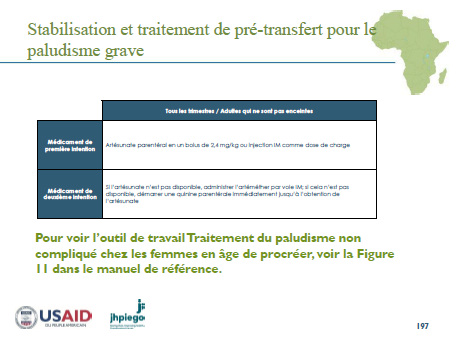 Stabilisation et traitement de pré-transfert pour le
paludisme grave
Tous les trimestres / Adultes qui ne sont pas enceintes
Médicament de
première intention
Artésunate parentéral en un bolus de 2,4 mg/kg ou injection IM comme dose de charge
Médicament de
deuxième intention
Si l'artésunate n'est pas disponible, administrer l'artéméther par voie IM; si cela n'est pas
disponible, démarrer une quinine parentérale immédiatement jusqu'à l'obtention de
l'artésunate
Pour voir l'outil de travail Traitement du paludisme non
compliqué chez les femmes en âge de procréer, voir la Figure
11 dans le manuel de référence.
USAID
jhpiego
197